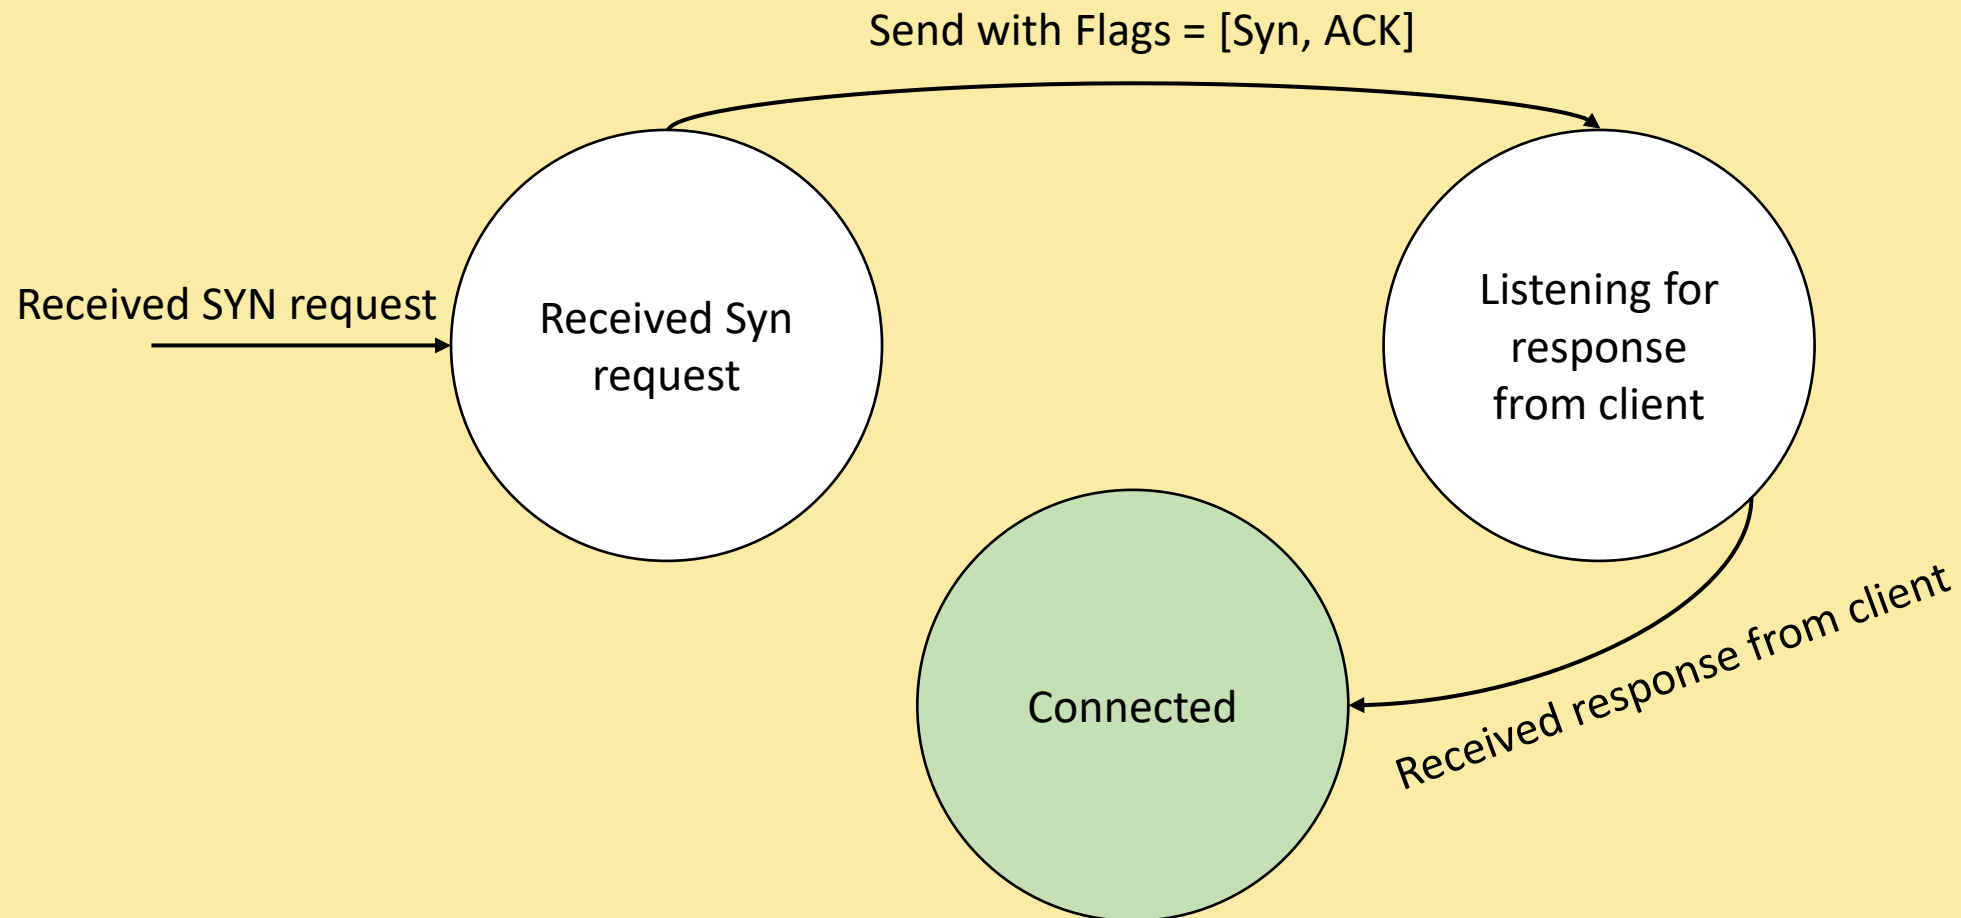 Send with Flags = [Syn, ACK]
Received SYN request
Received Syn
request
Listening for
response
from client
Received response from client
Connected